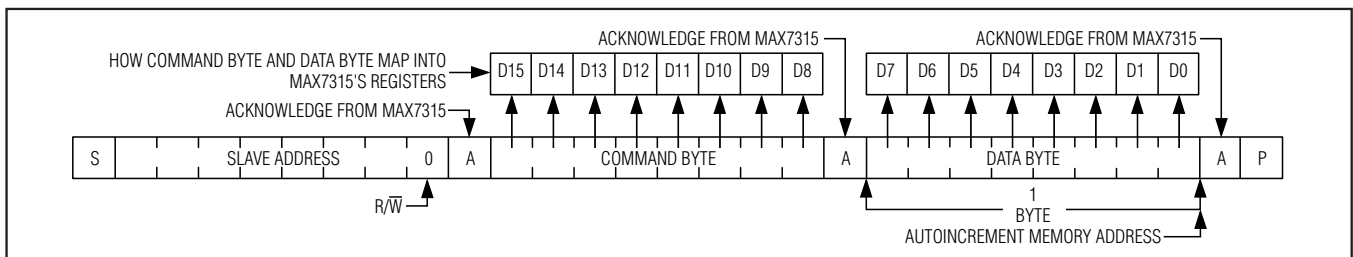 ACKNOWLEDGE FROM MAX7315 ACKNOWLEDGE FROM MAX7315
HOW COMMAND BYTE AND DATA BYTE MAP INTO
MAX7315'S REGISTERS
D15 D14 D13 D12 D11 D10 D9 D8 D7 D6 D5 D4 D3 D2 D1 D0
ACKNOWLEDGE FROM MAX7315
S SLAVE ADDRESS 0 A COMMAND BYTE A DATA BYTE A P
R/W̅
1
BYTE
AUTOINCREMENT MEMORY ADDRESS